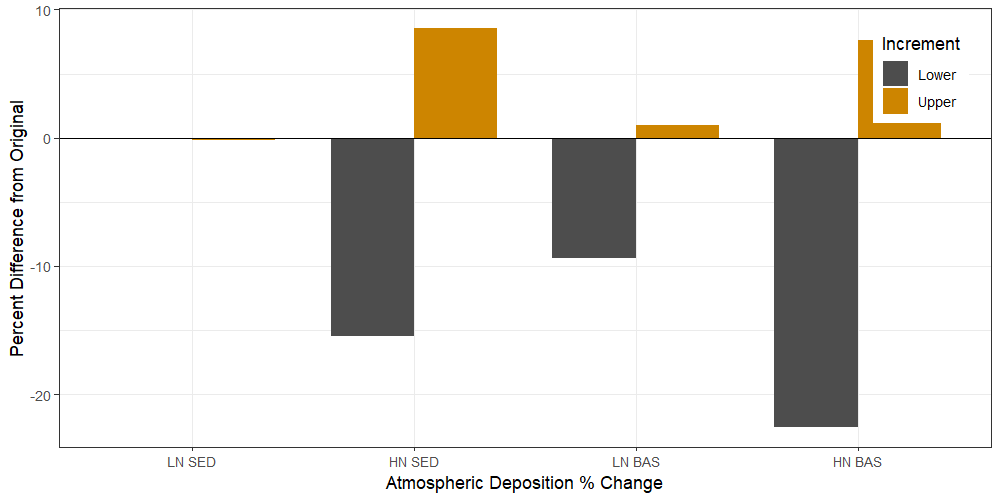 Percent Difference from Original
10
0
-10
-20
Increment
Lower
Upper
LN SED
HN SED
LN BAS
HN BAS
Atmospheric Deposition % Change